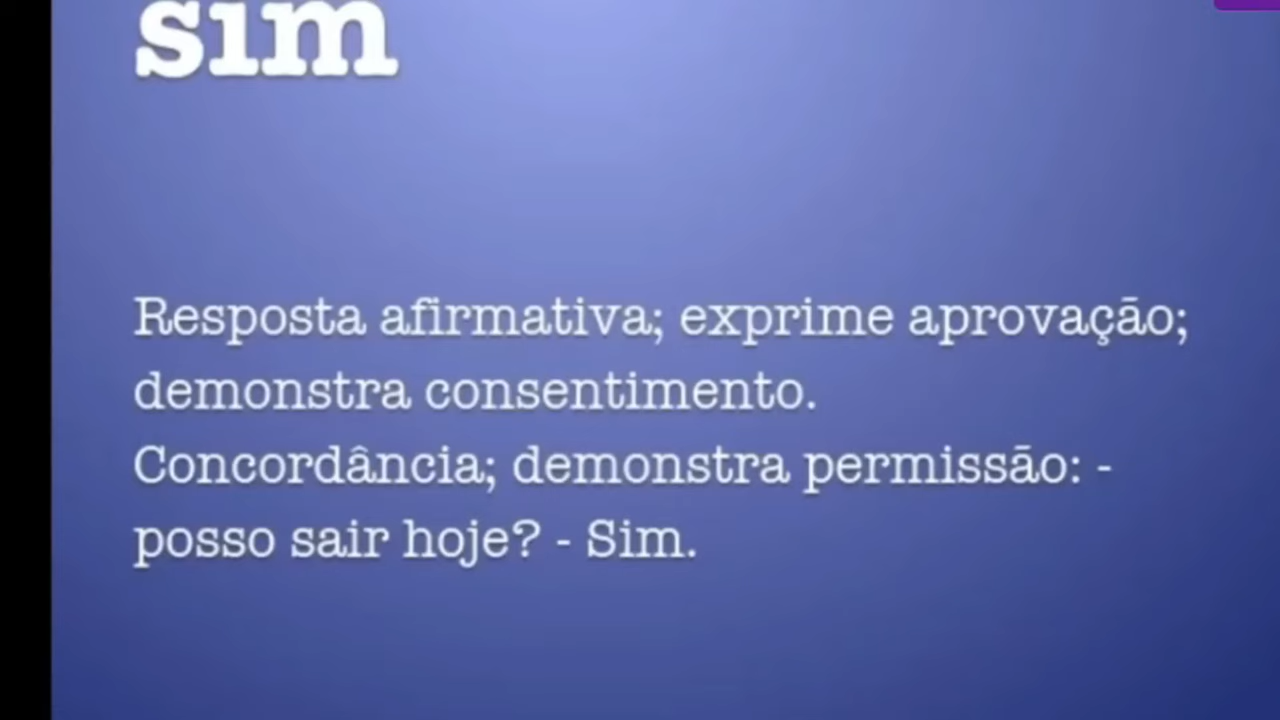 sim
Resposta afirmativa; exprime aprovação;
demonstra consentimento.
Concordância; demonstra permissão: -
posso sair hoje? - Sim.